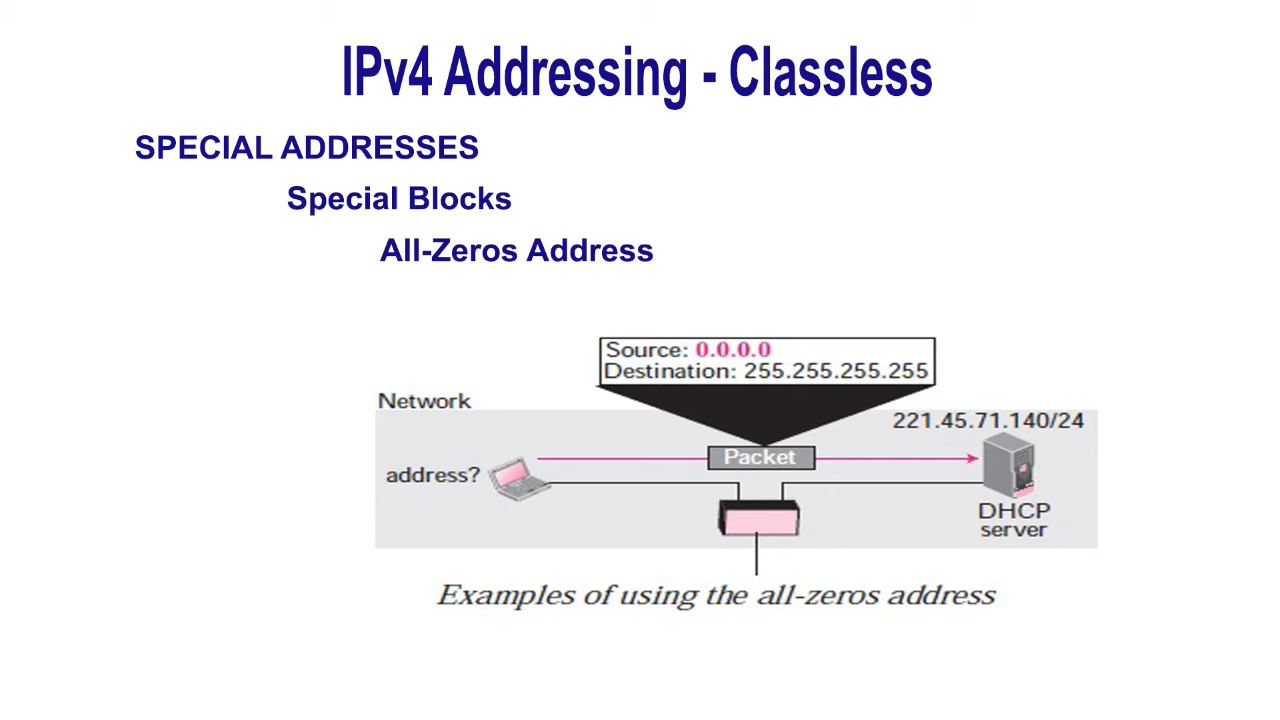 IPv4 Addressing - Classless
SPECIAL ADDRESSES
Special Blocks
All-Zeros Address
Source: 0.0.0.0
Destination: 255.255.255.255
Network
221.45.71.140/24
Packet
address?
DHCP
server
Examples of using the all-zeros address